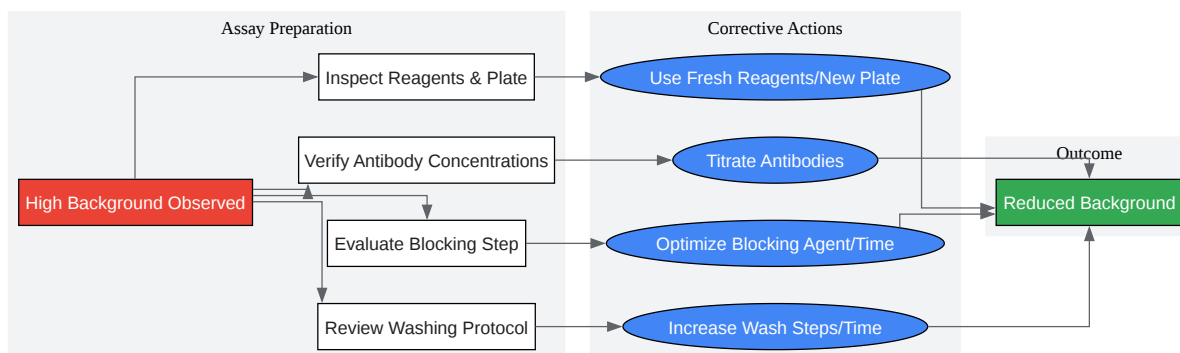 Assay Preparation
Corrective Actions
Inspect Reagents & Plate
Use Fresh Reagents/New Plate
Verify Antibody Concentrations
Titrate Antibodies
Outcome
High Background Observed
Reduced Background
Evaluate Blocking Step
Optimize Blocking Agent/Time
Review Washing Protocol
Increase Wash Steps/Time